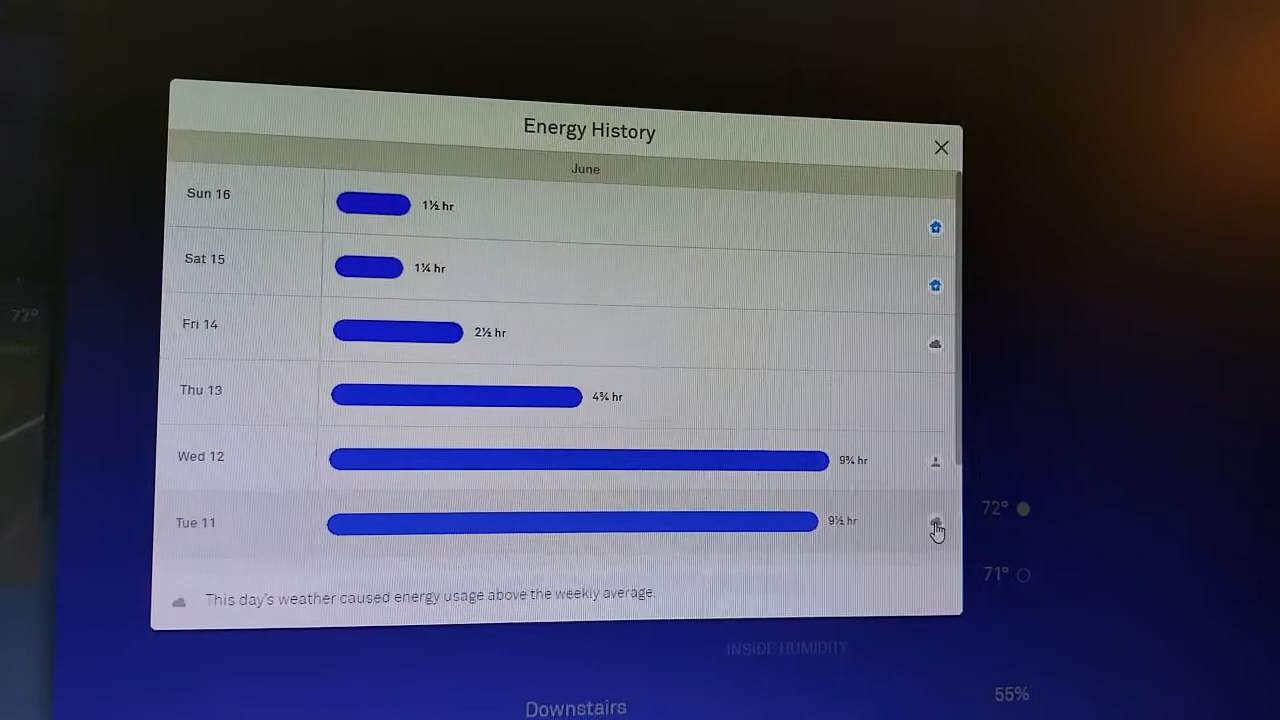 Energy History
June
Sun 16 1½ hr
Sat 15 1¼ hr
Fri 14 2½ hr
Thu 13 4¾ hr
Wed 12 9¾ hr
Tue 11 9½ hr
This day's weather caused energy usage above the weekly average.
72°
72°
71°
INSIDE HUMIDITY
Downstairs
55%